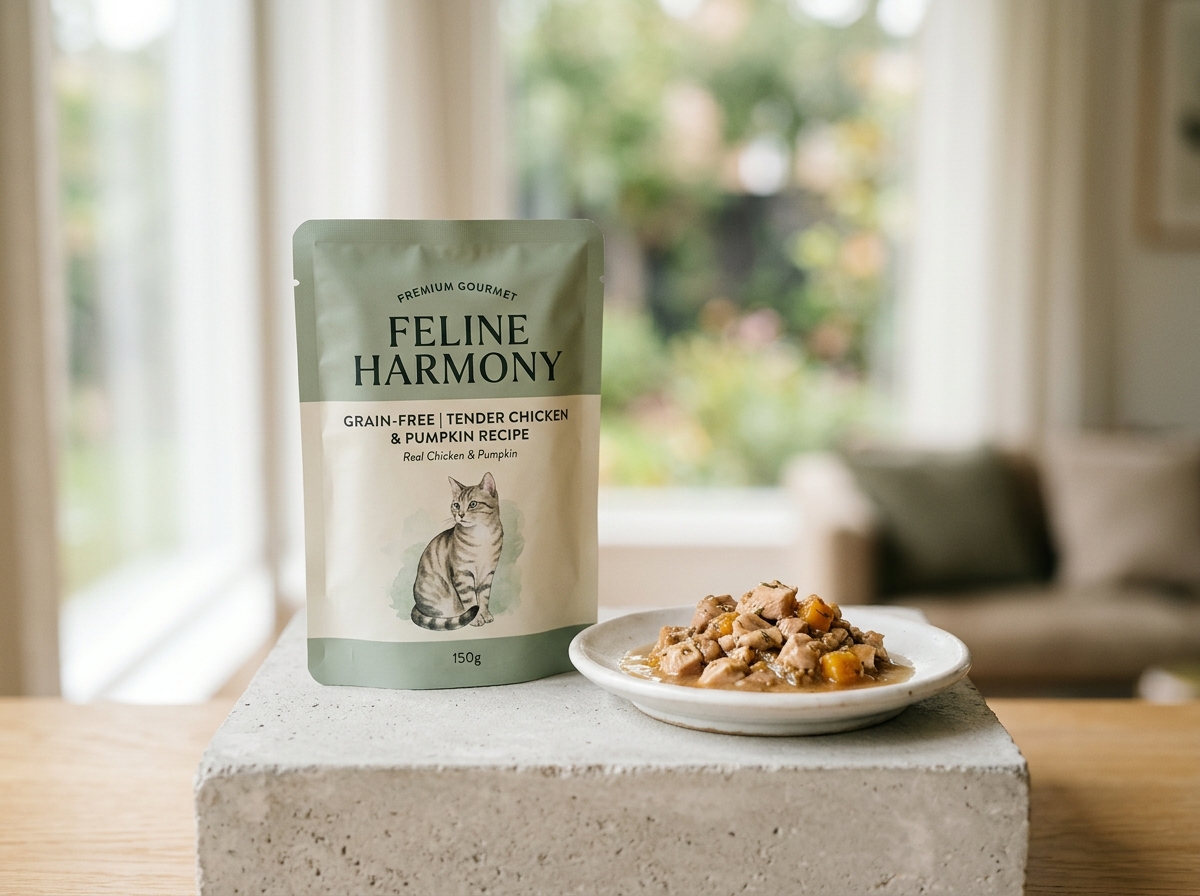 PREMIUM GOURMET
FELINE
HARMONY
GRAIN-FREE | TENDER CHICKEN
& PUMPKIN RECIPE
Real Chicken & Pumpkin
150g